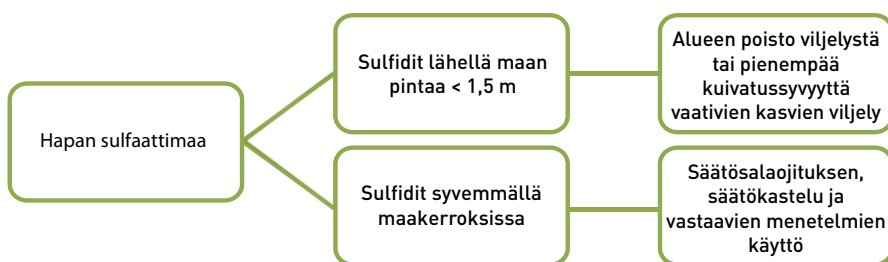 Hapan sulfaattimaa
Sulfidit lähellä maan
pintaa < 1,5 m
Alueen poisto viljelystä
tai pienempää
kuivatussyvyyttä
vaativien kasvien viljely
Sulfidit syvemmällä
maakerroksissa
Säätösalaojituksen,
säätökastelu ja
vastaavien menetelmien
käyttö